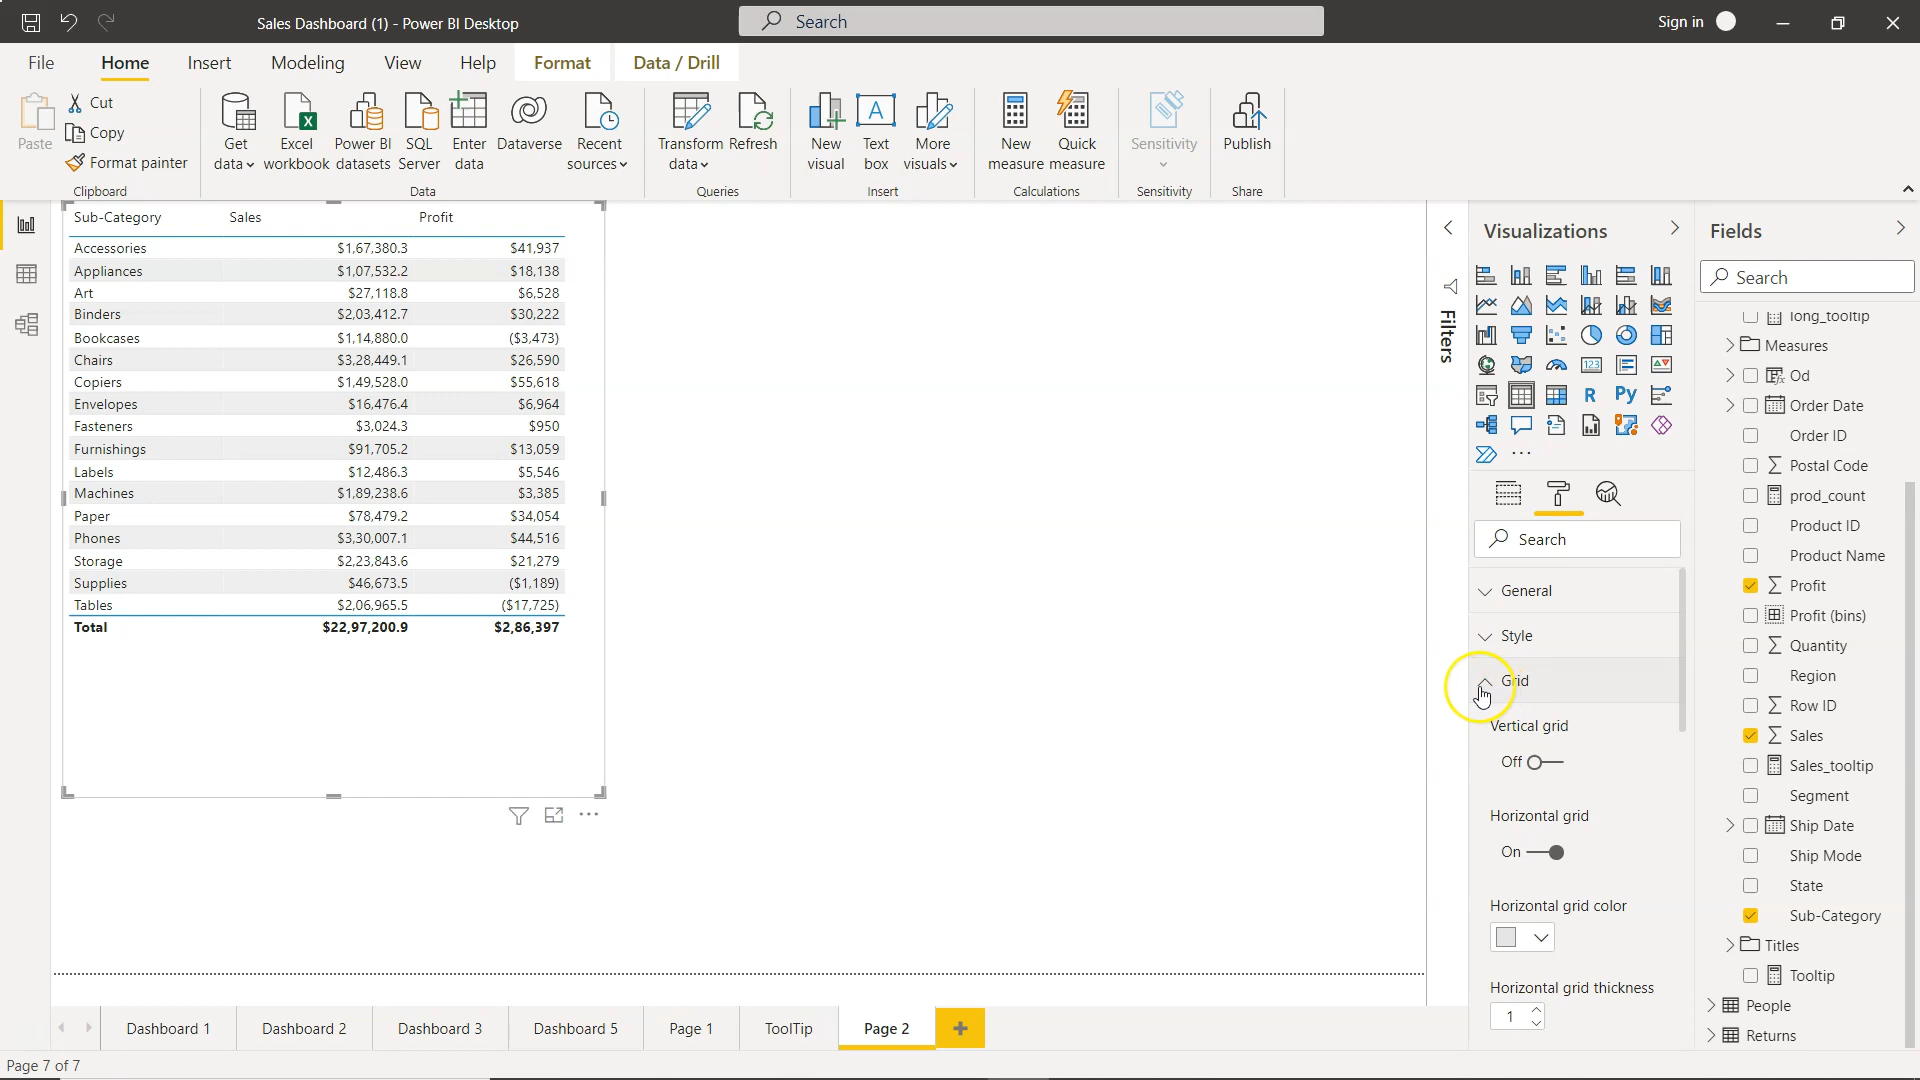 Sales Dashboard (1) - Power BI Desktop
Search
Sign in
File Home Insert Modeling View Help Format Data / Drill
Paste
Cut
Copy
Format painter
Clipboard
Get data
Excel workbook
Power BI datasets
SQL Server
Enter data
Dataverse
Recent sources
Data
Transform data
Refresh
Queries
New visual
Text box
More visuals
Insert
New measure
Quick measure
Calculations
Sensitivity
Sensitivity
Publish
Share
Sub-Category Sales Profit
Accessories $1,67,380.3 $41,937
Appliances $1,07,532.2 $18,138
Art $27,118.8 $6,528
Binders $2,03,412.7 $30,222
Bookcases $1,14,880.0 ($3,473)
Chairs $3,28,449.1 $26,590
Copiers $1,49,528.0 $55,618
Envelopes $16,476.4 $6,964
Fasteners $3,024.3 $950
Furnishings $91,705.2 $13,059
Labels $12,486.3 $5,546
Machines $1,89,238.6 $3,385
Paper $78,479.2 $34,054
Phones $3,30,007.1 $44,516
Storage $2,23,843.6 $21,279
Supplies $46,673.5 ($1,189)
Tables $2,06,965.5 ($17,725)
Total $22,97,200.9 $2,86,397
Filters
Visualizations
123
R
Py
Search
General
Style
Grid
Vertical grid
Off
Horizontal grid
On
Horizontal grid color
Horizontal grid thickness
1
Fields
Search
long_tooltip
Measures
Od
Order Date
Order ID
Postal Code
prod_count
Product ID
Product Name
Profit
Profit (bins)
Quantity
Region
Row ID
Sales
Sales_tooltip
Segment
Ship Date
Ship Mode
State
Sub-Category
Titles
Tooltip
People
Returns
Dashboard 1 Dashboard 2 Dashboard 3 Dashboard 5 Page 1 ToolTip Page 2
Page 7 of 7